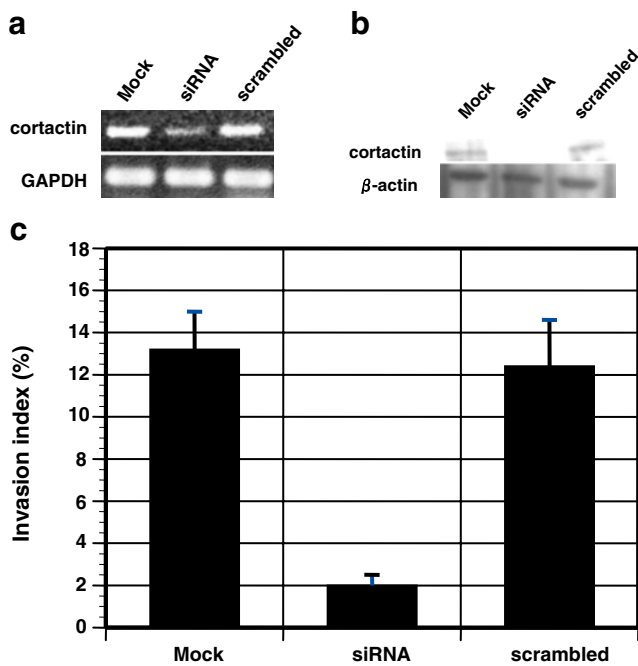 a
Mock siRNA scrambled
cortactin
GAPDH
b
Mock siRNA scrambled
cortactin
β-actin
c
Invasion index (%)
18
16
14
12
10
8
6
4
2
0
Mock siRNA scrambled